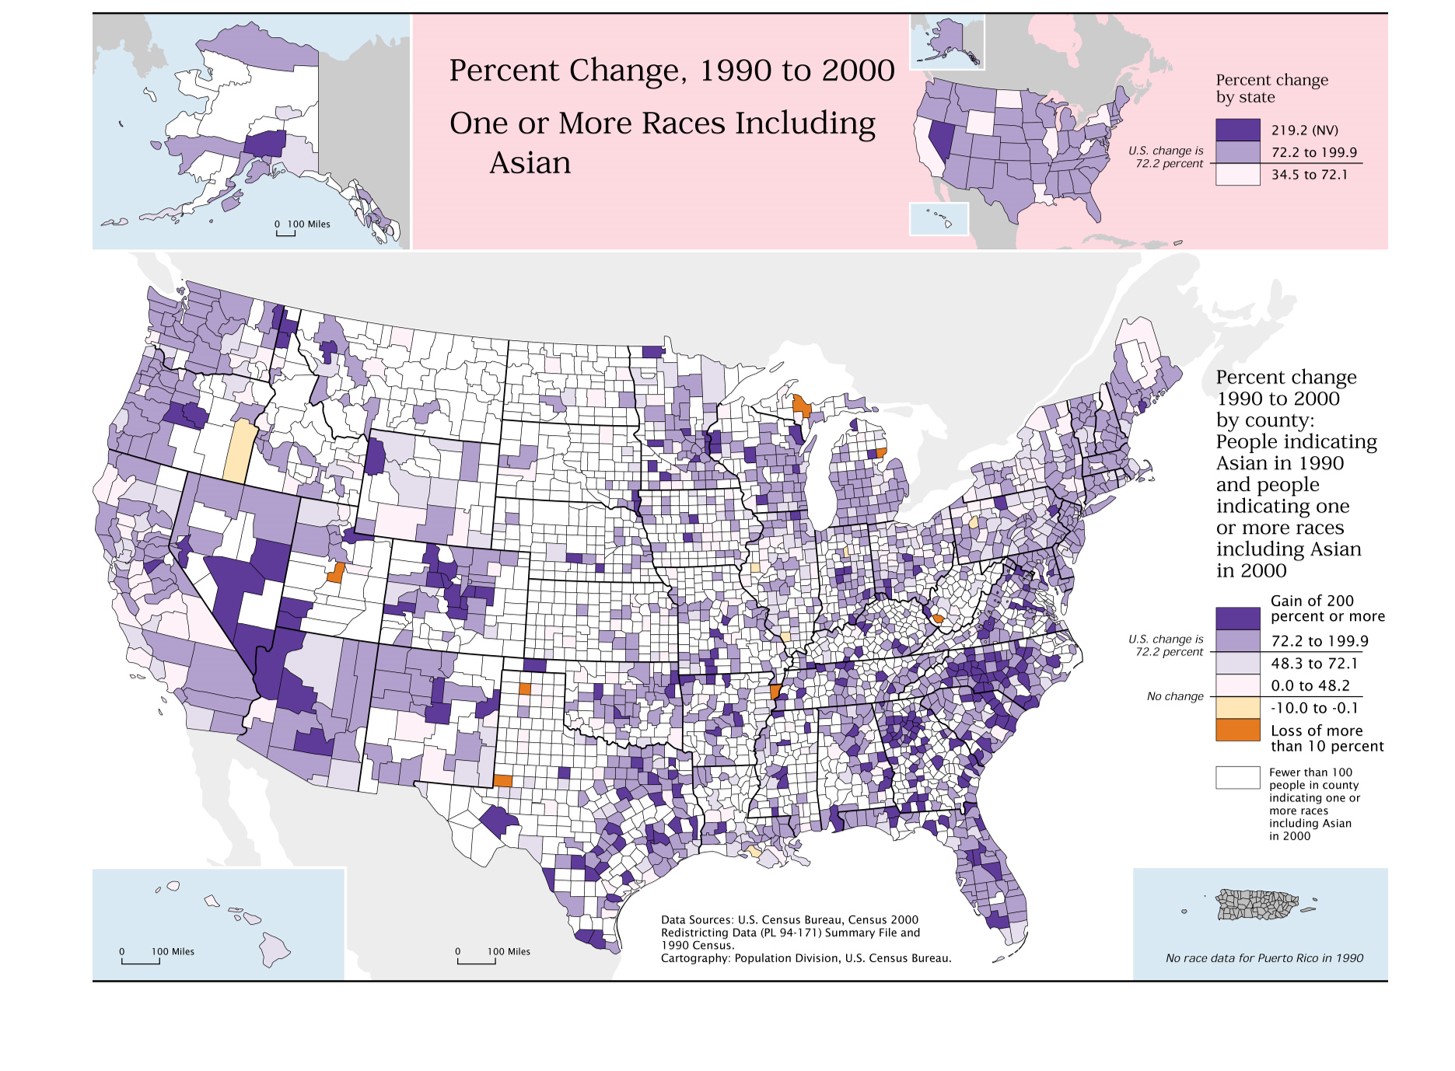 Percent Change, 1990 to 2000
One or More Races Including
Asian
0 100 Miles
Percent change
by state
219.2 (NV)
U.S. change is
72.2 percent
72.2 to 199.9
34.5 to 72.1
Percent change
1990 to 2000
by county:
People indicating
Asian in 1990
and people
indicating one
or more races
including Asian
in 2000
Gain of 200
percent or more
U.S. change is
72.2 percent
72.2 to 199.9
48.3 to 72.1
0.0 to 48.2
No change
-10.0 to -0.1
Loss of more
than 10 percent
Fewer than 100
people in county
indicating one or
more races
including Asian
in 2000
0 100 Miles
0 100 Miles
Data Sources: U.S. Census Bureau, Census 2000
Redistricting Data (PL 94-171) Summary File and
1990 Census.
Cartography: Population Division, U.S. Census Bureau.
No race data for Puerto Rico in 1990